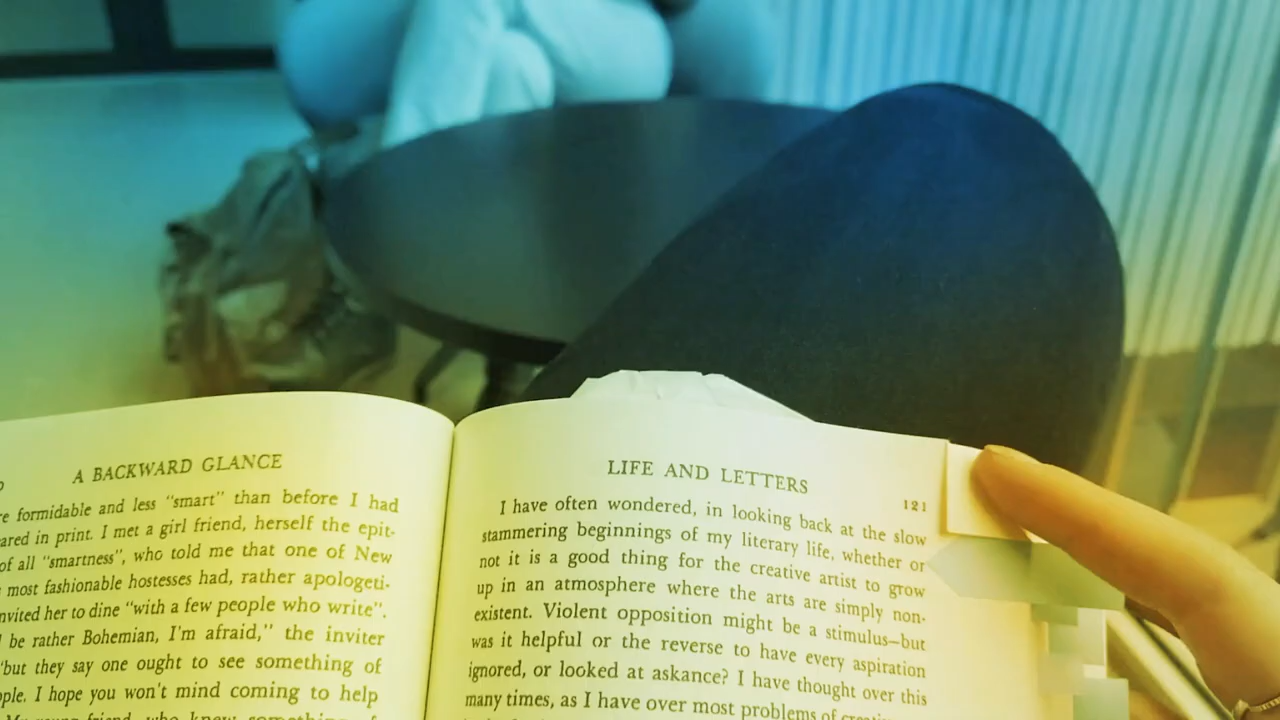 A BACKWARD GLANCE
formidable and less "smart" than before I had
in print. I met a girl friend, herself the epit-
of all "smartness", who told me that one of New
most fashionable hostesses had, rather apologeti-
her to dine "with a few people who write".
be rather Bohemian, I'm afraid," the inviter
"but they say one ought to see something of
I hope you won't mind coming to help
friend, who knew something of
LIFE AND LETTERS
121
I have often wondered, in looking back at the slow
stammering beginnings of my literary life, whether or
not it is a good thing for the creative artist to grow
up in an atmosphere where the arts are simply non-
existent. Violent opposition might be a stimulus—but
was it helpful or the reverse to have every aspiration
ignored, or looked at askance? I have thought over this
many times, as I have over most problems of